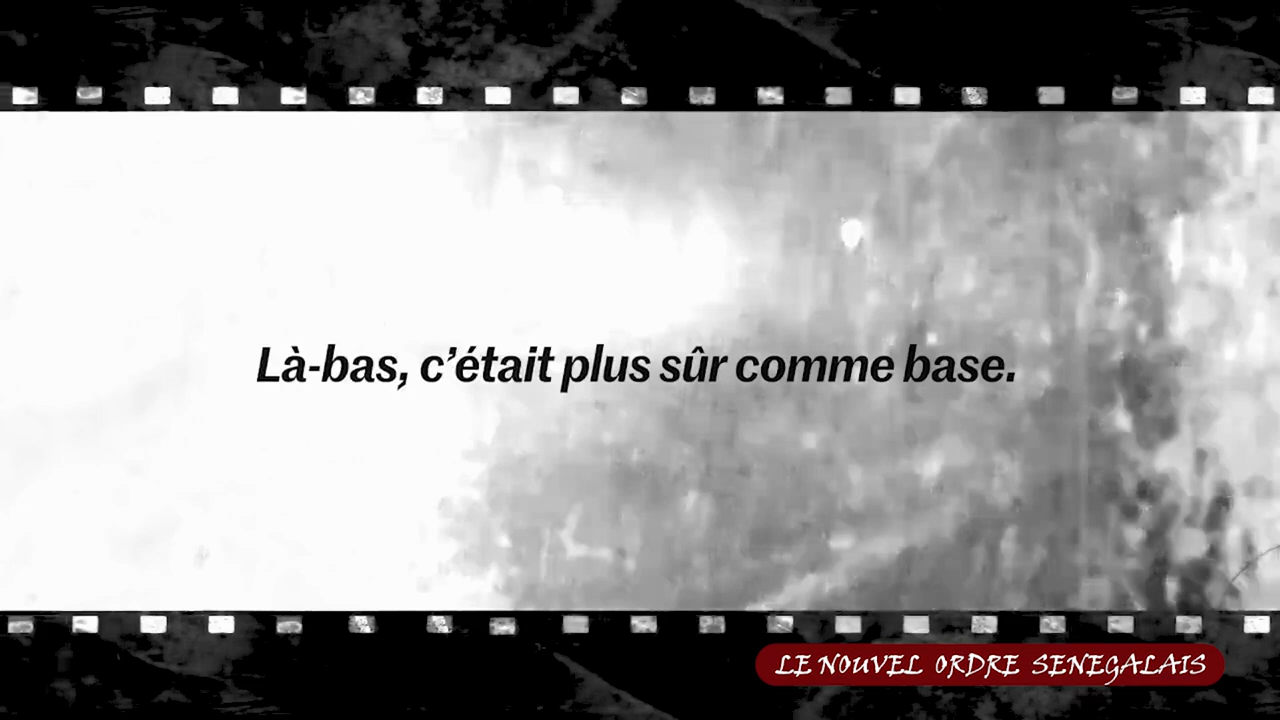 Là-bas, c’était plus sûr comme base.
LE NOUVEL ORDRE SENEGALAIS